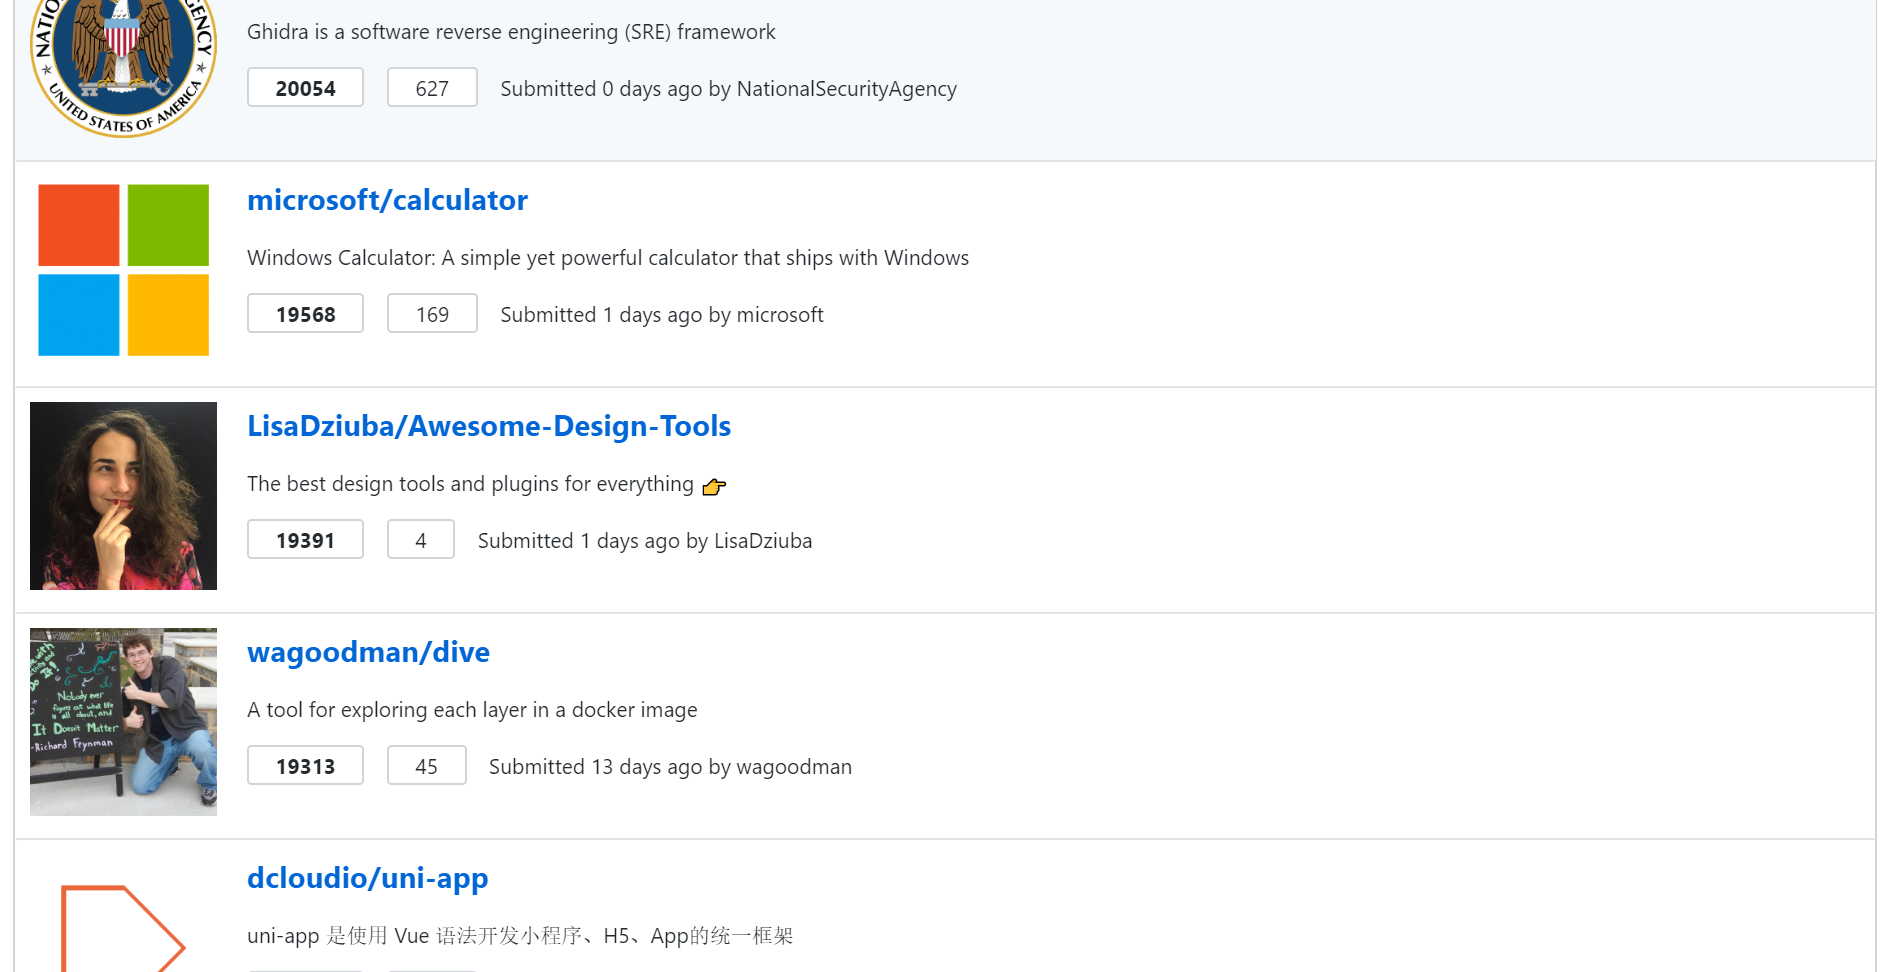 NATIO
GENCY
UNITED STATES OF AMERICA
Ghidra is a software reverse engineering (SRE) framework
20054 627 Submitted 0 days ago by NationalSecurityAgency
microsoft/calculator
Windows Calculator: A simple yet powerful calculator that ships with Windows
19568 169 Submitted 1 days ago by microsoft
LisaDziuba/Awesome-Design-Tools
The best design tools and plugins for everything 👉
19391 4 Submitted 1 days ago by LisaDziuba
wagoodman/dive
A tool for exploring each layer in a docker image
Nobody ever
figures out what life
is all about, and
It Doesn't Matter
-Richard Feynman
19313 45 Submitted 13 days ago by wagoodman
dcloudio/uni-app
uni-app 是使用 Vue 语法开发小程序、H5、App的统一框架